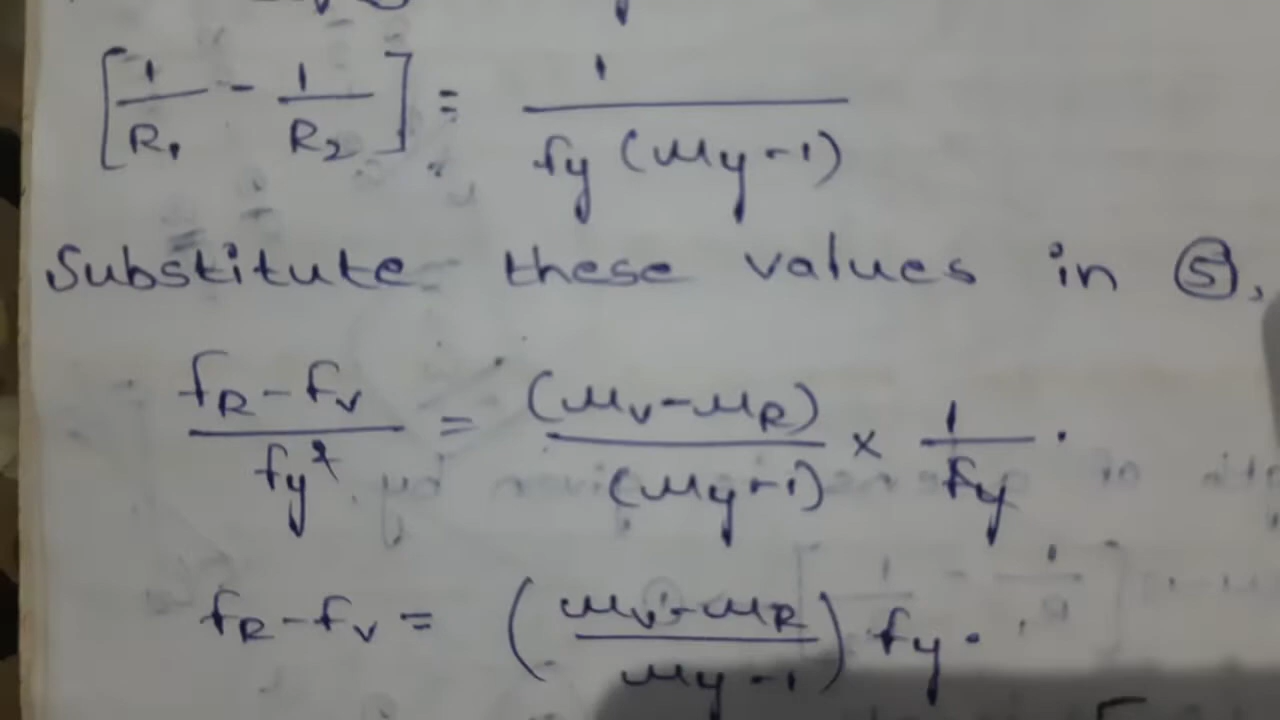 [1/R₁ - 1/R₂] = 1/fy (μy-1)
Substitute these values in ⑤,
fR-fv/fy² = (μv-μR)/(μy-1) × 1/fy .
fR-fv = (μv-μR/μy-1) fy.